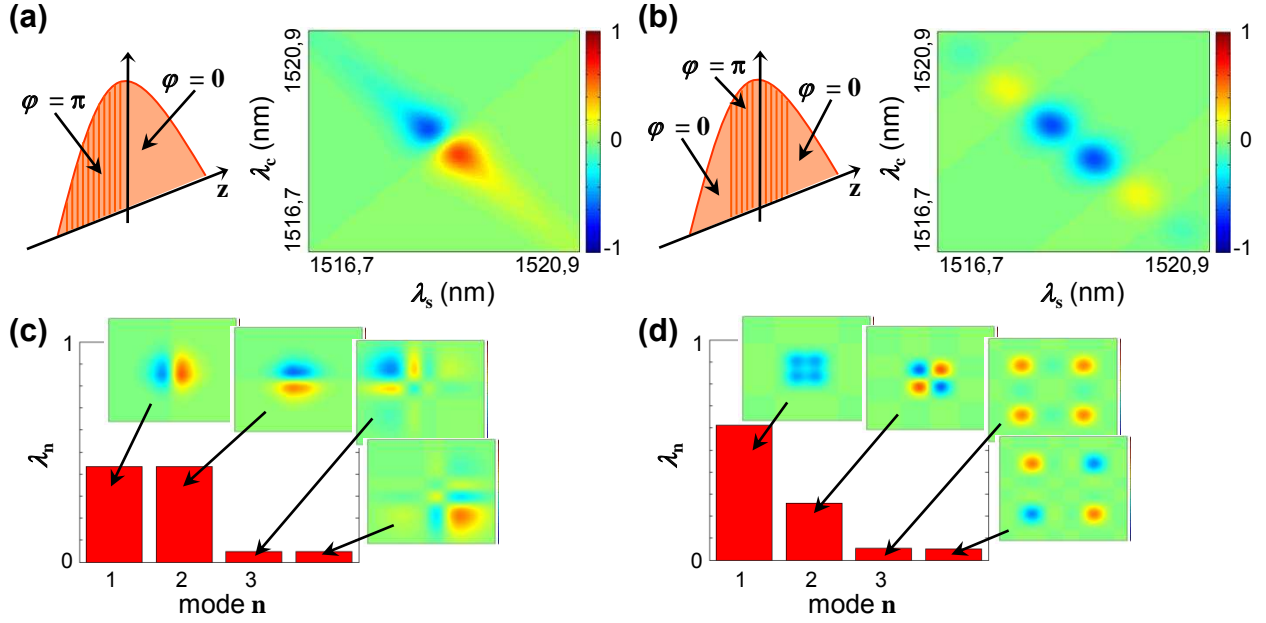 (a)
φ = π
φ = 0
z
λc (nm)
1520,9
1516,7
1516,7
1520,9
λs (nm)
1
0
-1
(b)
φ = 0
φ = π
φ = 0
z
λc (nm)
1520,9
1516,7
1516,7
1520,9
λs (nm)
1
0
-1
(c)
λn
1
0
1
2
3
mode n
(d)
λn
1
0
1
2
3
mode n